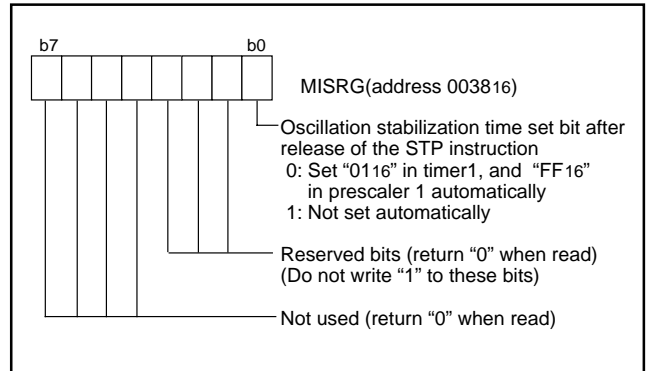 b7 b0
MISRG(address 003816)
Oscillation stabilization time set bit after
release of the STP instruction
0: Set “0116” in timer1, and “FF16”
in prescaler 1 automatically
1: Not set automatically
Reserved bits (return “0” when read)
(Do not write “1” to these bits)
Not used (return “0” when read)